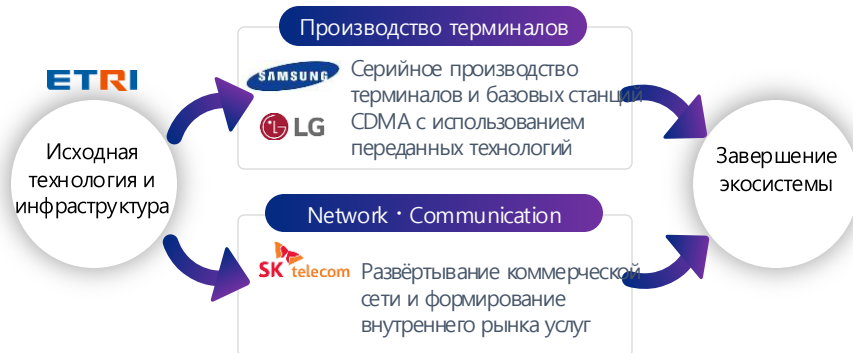 Производство терминалов
ETRI
SAMSUNG
Серийное производство
терминалов и базовых станций
LG
CDMA с использованием
переданных технологий
Исходная
технология и
инфраструктура
Завершение
экосистемы
Network · Communication
SK telecom
Развёртывание коммерческой
сети и формирование
внутреннего рынка услуг